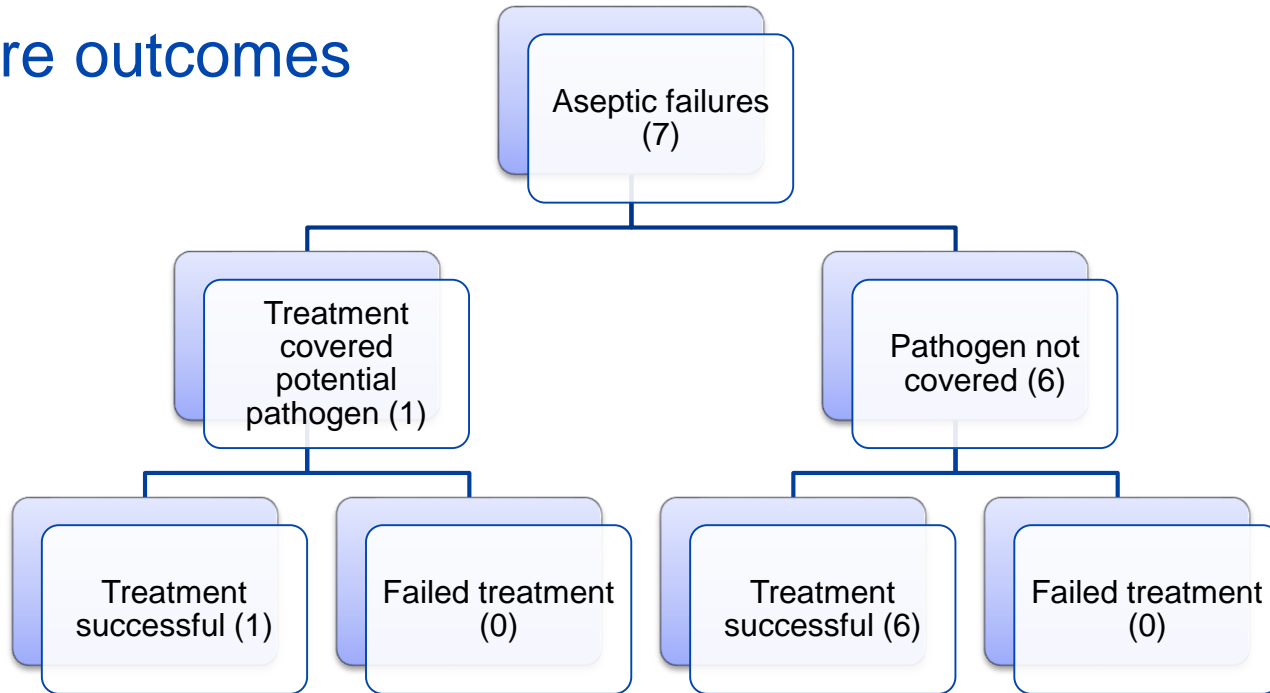 re outcomes
Aseptic failures
(7)
Treatment
covered
potential
pathogen (1)
Pathogen not
covered (6)
Treatment
successful (1)
Failed treatment
(0)
Treatment
successful (6)
Failed treatment
(0)